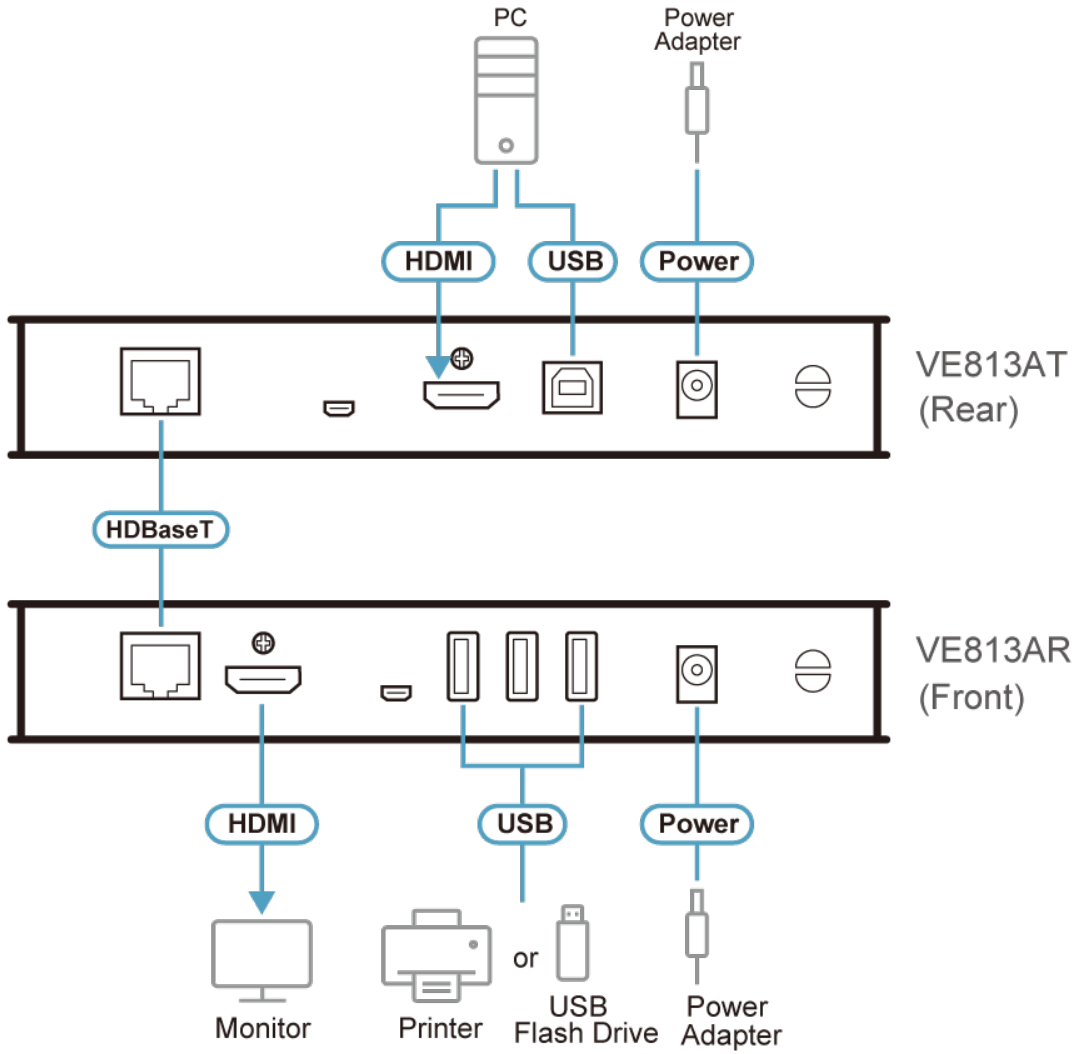 PC
Power
Adapter
HDMI
USB
Power
VE813AT
(Rear)
HDBaseT
VE813AR
(Front)
HDMI
USB
Power
Monitor
Printer
or
USB
Flash Drive
Power
Adapter